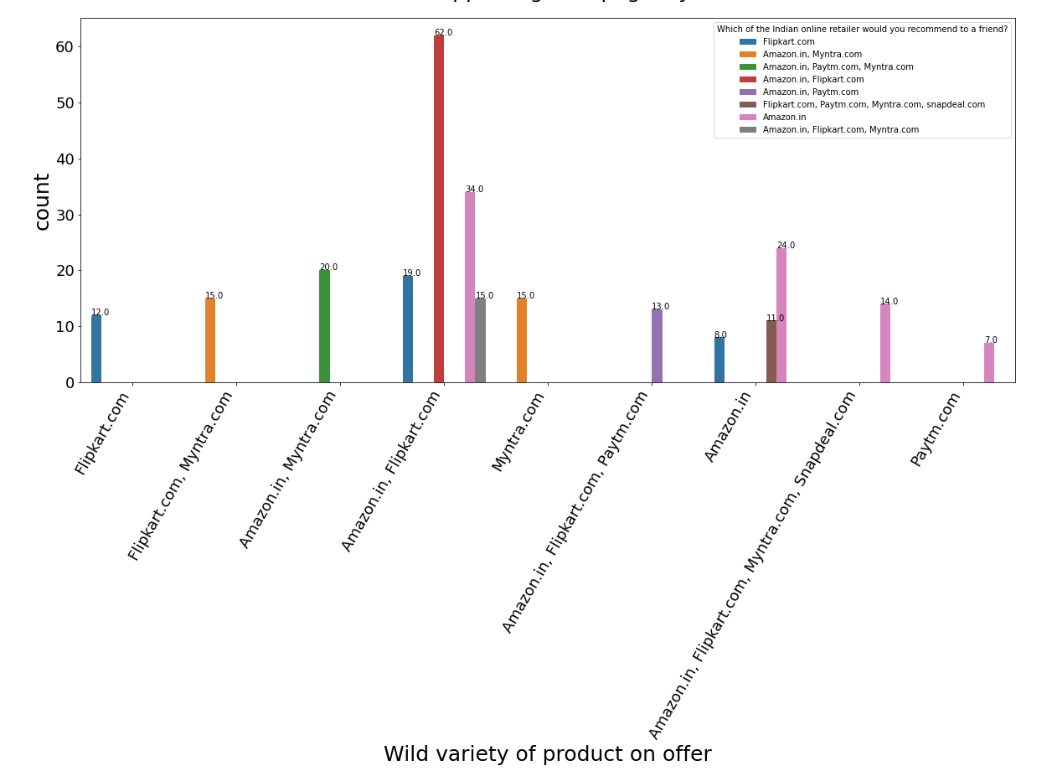 count
60
50
40
30
20
10
0
Which of the Indian online retailer would you recommend to a friend?
Flipkart.com
Amazon.in, Myntra.com
Amazon.in, Paytm.com, Myntra.com
Amazon.in, Flipkart.com
Amazon.in, Paytm.com
Flipkart.com, Paytm.com, Myntra.com, snapdeal.com
Amazon.in
Amazon.in, Flipkart.com, Myntra.com
12.0
15.0
20.0
19.0
62.0
34.0
15.0
15.0
13.0
8.0
11.0
24.0
14.0
7.0
Flipkart.com
Flipkart.com, Myntra.com
Amazon.in, Myntra.com
Amazon.in, Flipkart.com
Myntra.com
Amazon.in, Flipkart.com, Paytm.com
Amazon.in
Amazon.in, Flipkart.com, Myntra.com, Snapdeal.com
Paytm.com
Wild variety of product on offer